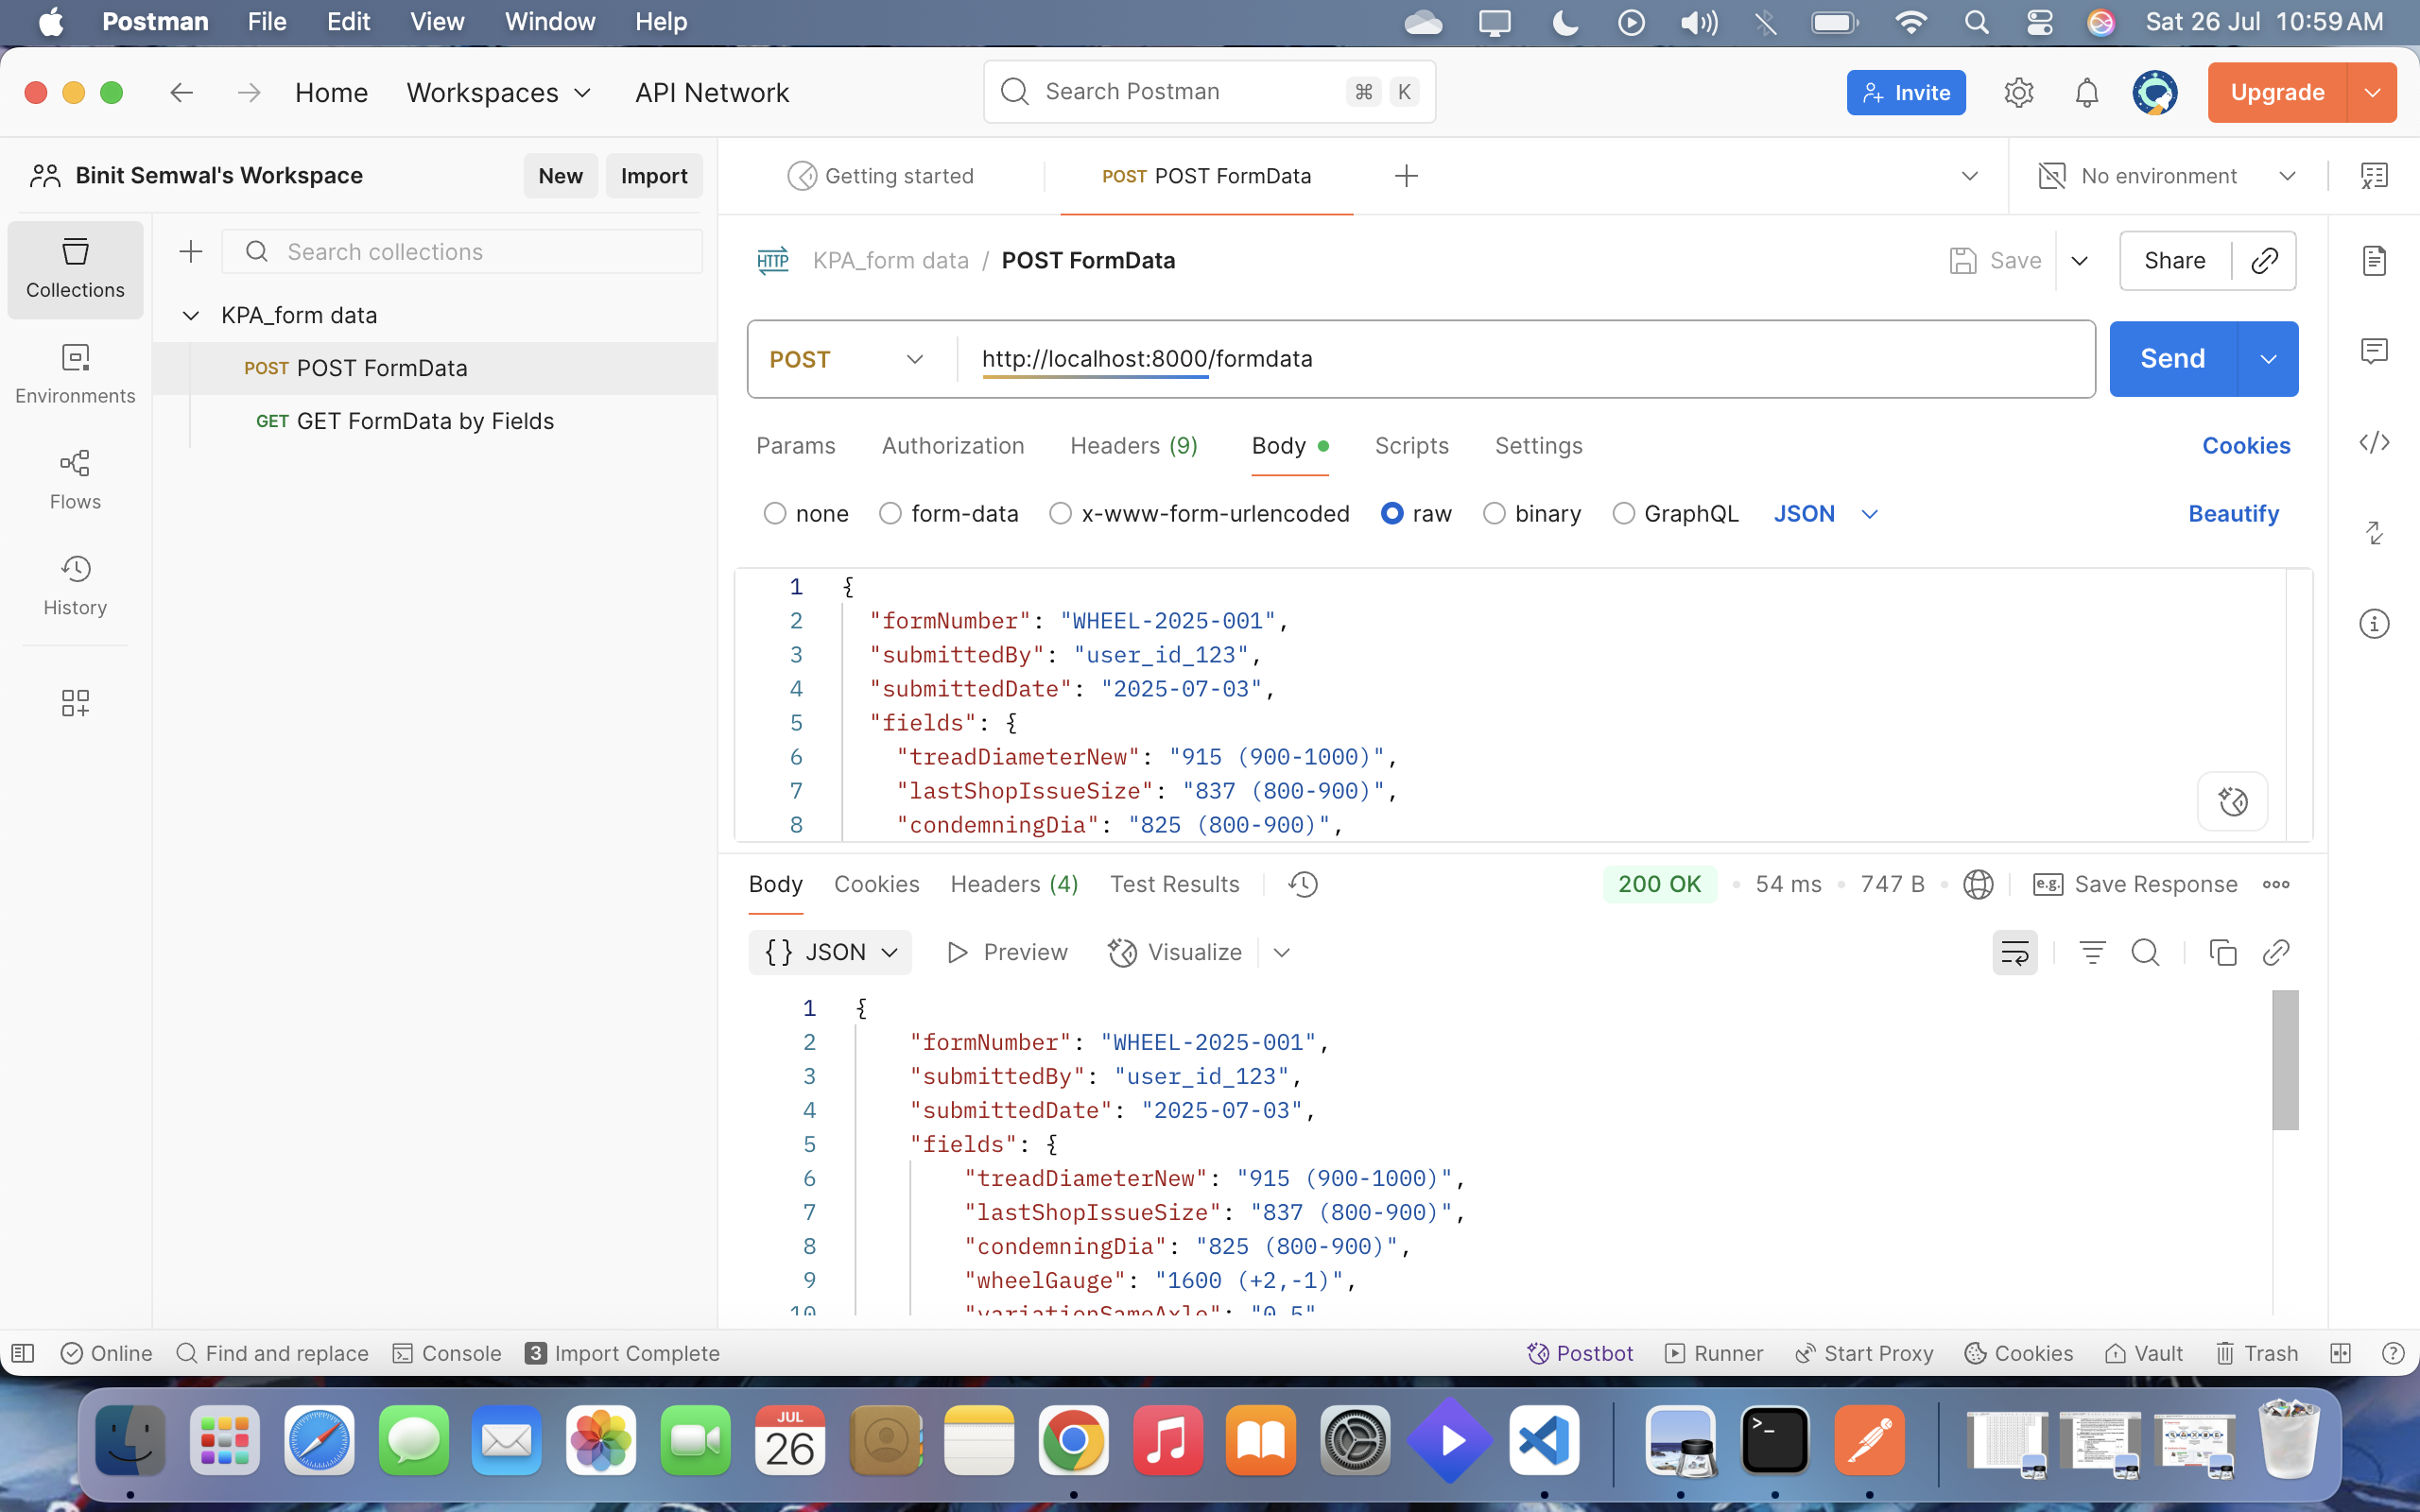 Postman File Edit View Window Help Sat 26 Jul 10:59 AM
Home Workspaces API Network Search Postman ⌘ K Invite Upgrade
Binit Semwal's Workspace New Import Getting started POST POST FormData No environment
Collections
Environments
Flows
History
Search collections
KPA_form data
POST POST FormData
GET GET FormData by Fields
HTTP KPA_form data / POST FormData Save Share
POST http://localhost:8000/formdata Send
Params Authorization Headers (9) Body Scripts Settings Cookies
none form-data x-www-form-urlencoded raw binary GraphQL JSON Beautify
1 {
2 "formNumber": "WHEEL-2025-001",
3 "submittedBy": "user_id_123",
4 "submittedDate": "2025-07-03",
5 "fields": {
6 "treadDiameterNew": "915 (900-1000)",
7 "lastShopIssueSize": "837 (800-900)",
8 "condemningDia": "825 (800-900)",
Body Cookies Headers (4) Test Results 200 OK • 54 ms • 747 B • e.g. Save Response
{} JSON Preview Visualize
1 {
2 "formNumber": "WHEEL-2025-001",
3 "submittedBy": "user_id_123",
4 "submittedDate": "2025-07-03",
5 "fields": {
6 "treadDiameterNew": "915 (900-1000)",
7 "lastShopIssueSize": "837 (800-900)",
8 "condemningDia": "825 (800-900)",
9 "wheelGauge": "1600 (+2,-1)",
10 "variationSameAxle": "0.5"
Online Find and replace Console 3 Import Complete Postbot Runner Start Proxy Cookies Vault Trash
JUL
26